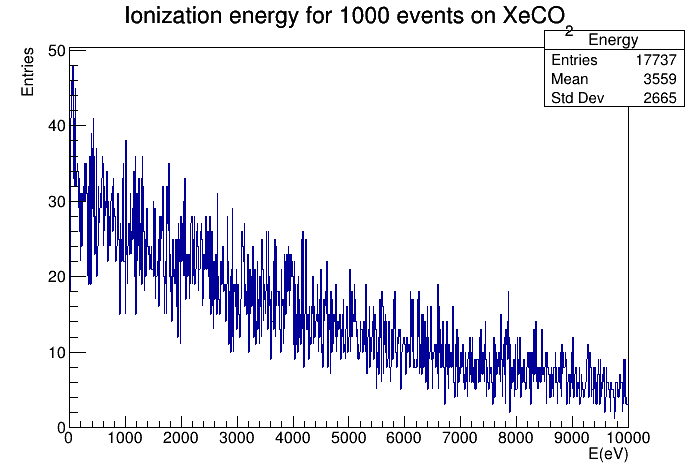 Ionization energy for 1000 events on XeCO2
Energy
Entries 17737
Mean 3559
Std Dev 2665
Entries
50
40
30
20
10
0
0 1000 2000 3000 4000 5000 6000 7000 8000 9000 10000
E(eV)